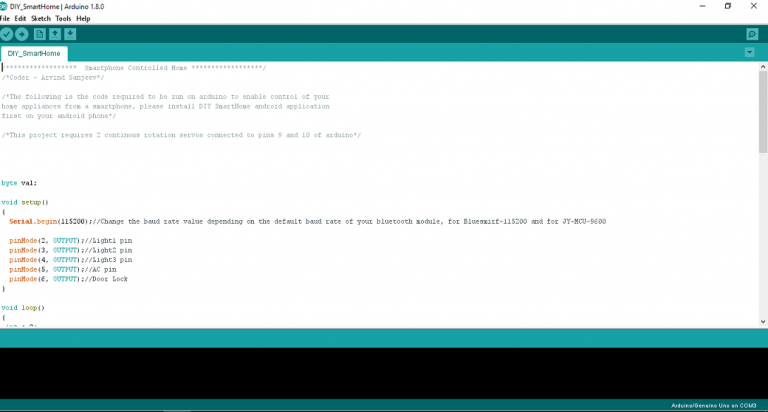 DIY_SmartHome | Arduino 1.8.0
File Edit Sketch Tools Help
DIY_SmartHome
/****************** Smartphone Controlled Home ******************/
/*Coder - Arvind Sanjeev*/
/*The following is the code required to be run on arduino to enable control of your
home appliances from a smartphone, please install DIY SmartHome android application
first on your android phone*/
/*This project requires 2 continous rotation servos connected to pins 9 and 10 of arduino*/
byte val;
void setup()
{
Serial.begin(115200);//Change the baud rate value depending on the default baud rate of your bluetooth module, for Bluesmirf-115200 and for JY-MCU-9600
pinMode(2, OUTPUT);//Light1 pin
pinMode(3, OUTPUT);//Light2 pin
pinMode(4, OUTPUT);//Light3 pin
pinMode(5, OUTPUT);//AC pin
pinMode(6, OUTPUT);//Door Lock
}
void loop()
{
Arduino/Genuino Uno on COM3